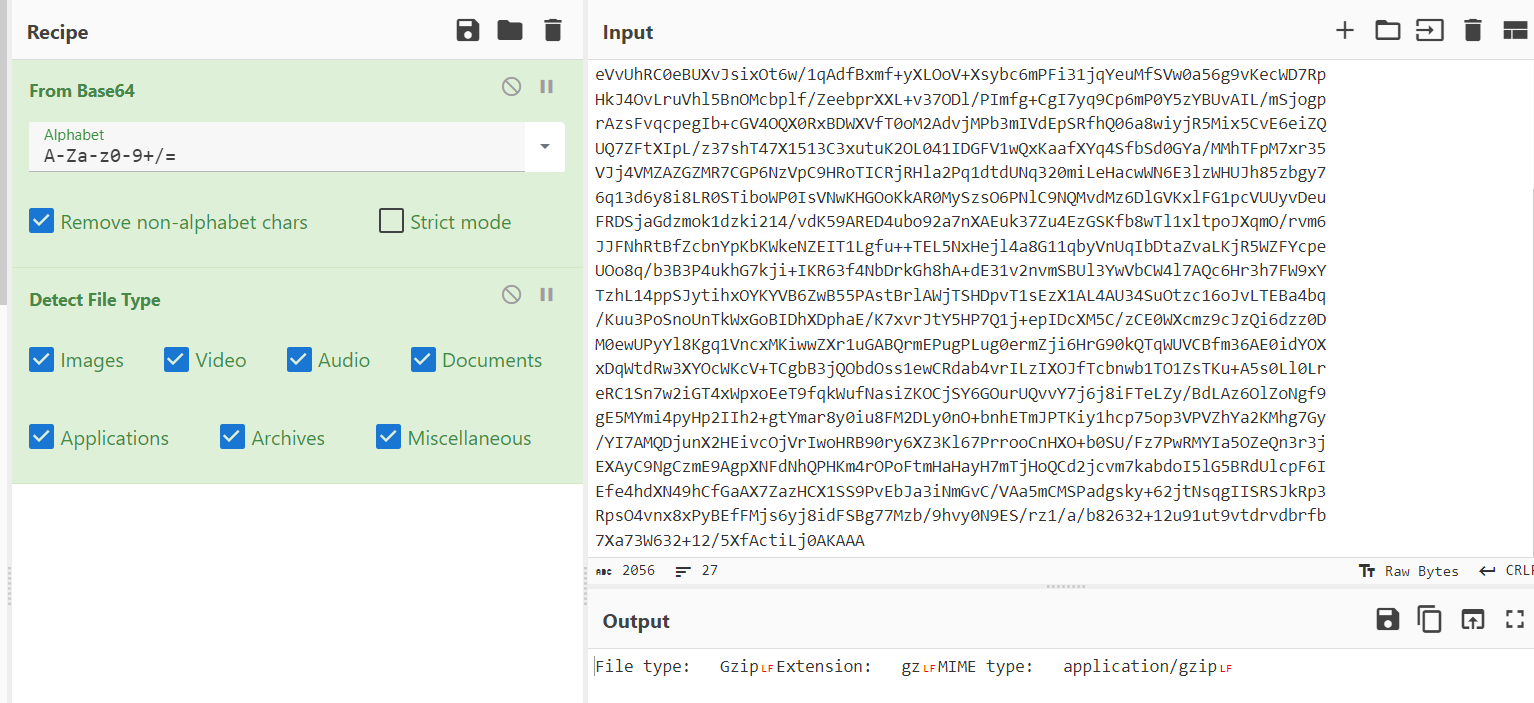 Recipe
From Base64
Alphabet
A-Za-z0-9+/=
Remove non-alphabet chars
Strict mode
Detect File Type
Images
Video
Audio
Documents
Applications
Archives
Miscellaneous
Input
eVvUhRC0eBUXvJsixOt6w/1qAdfBxmf+yXLOoV+Xsybc6mPFi31jqYeuMfSVw0a56g9vKecWD7Rp
HkJ4OvLruVhl5BnOMcbplf/ZeebprXXL+v37ODl/PImfg+CgI7yq9Cp6mP0Y5zYBUvAIL/mSjogp
rAzsFvqcpegIb+cGV4OQX0RxBDWXVfT0oM2AdvjMPb3mIVdEpSRfhQ06a8wiyjR5Mix5CvE6eiZQ
UQ7ZFtXIpL/z37shT47X1513C3xutuK2OL041IDGFV1wQxKaafXYq4SfbSd0GYa/MMhTFpM7xr35
VJj4VMZAZGZMR7CGP6NzVpC9HRoTICRjRHla2Pq1dtdUNq320miLeHacwWN6E3lzWHUJh85zbgy7
6q13d6y8i8LR0STiboWP0IsVNwKHGOoKkAR0MySzsO6PNlC9NQMvdMz6DlGVKxlFG1pcVUUyvDeu
FRDSjaGdzmok1dzki214/vdK59ARED4ubo92a7nXAEuk37Zu4EzGSKfb8wTl1xltpoJXqmO/rvm6
JJFNhRtBfZcbnYpKbKWkeNZEIT1Lgfu++TEL5NxHejl4a8G11qbyVnUqIbDtaZvaLKjR5WZFYcpe
UOo8q/b3B3P4ukhG7kji+IKR63f4NbDrkGh8hA+dE31v2nvmSBUl3YwVbCW4l7AQc6Hr3h7FW9xY
TzhL14ppSJytihxOYKYVB6ZwB55PAstBrlAWjTSHDpvT1sEzX1AL4AU34SuOtzc16oJvLTEBa4bq
/Kuu3PoSnoUnTkWxGoBIDhXDphaE/K7xvrJtY5HP7Q1j+epIDcXM5C/zCE0WXcmz9cJzQi6dzz0D
M0ewUPyYl8Kgq1VncxMKiwwZXr1uGABQrmEPugPLug0ermZji6HrG90kQTqWUVCBfm36AE0idYOX
xDqWtdRw3XYOcWKcV+TCgbB3jQObdOss1ewCRdab4vrILzIXOJfTcbnwb1TO1ZsTKu+A5s0Ll0Lr
eRC1Sn7w2iGT4xWpxoEeT9fqkWufNasiZKOCjSY6GOurUQvvY7j6j8iFTeLZy/BdLAz6OlZoNgf9
gE5MYmi4pyHp2IIh2+gtYmar8y0iu8FM2DLy0nO+bnhETmJPTKiy1hcp75op3VPVZhYa2KMhg7Gy
/YI7AMQDjunX2HEivcOjVrIwoHRB90ry6XZ3Kl67PrrooCnHXO+b0SU/Fz7PwRMYIa5OZeQn3r3j
EXAyC9NgCzmE9AgpXNFdNhQPHKm4rOPoFtmHaHayH7mTjHoQCd2jcvm7kabdoI5lG5BRdUlcpF6I
Efe4hdXN49hCfGaAX7ZazHCX1SS9PvEbJa3iNmGvC/VAa5mCMSPadgsky+62jtNsqgIISRSJkRp3
RpsO4vnx8xPyBEfFMjs6yj8idFSBg77Mzb/9hvy0N9ES/rz1/a/b82632+12u91ut9vtdrvdbrfb
7Xa73W632+12/5XfActiLj0AKAAA
ABC 2056 27
Raw Bytes
Output
File type: Gzip LF Extension: gz LF MIME type: application/gzip LF